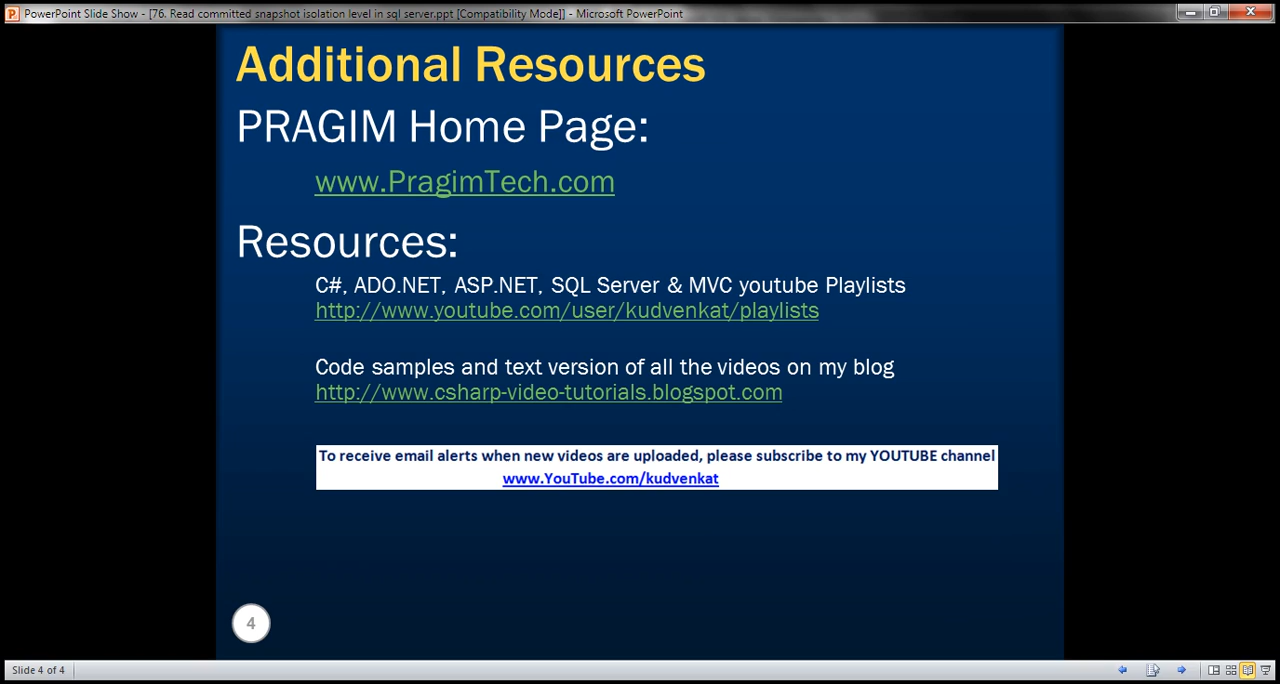 PowerPoint Slide Show - [76. Read committed snapshot isolation level in sql server.ppt [Compatibility Mode]] - Microsoft PowerPoint
Additional Resources
PRAGIM Home Page:
www.PragimTech.com
Resources:
C#, ADO.NET, ASP.NET, SQL Server & MVC youtube Playlists
http://www.youtube.com/user/kudvenkat/playlists
Code samples and text version of all the videos on my blog
http://www.csharp-video-tutorials.blogspot.com
To receive email alerts when new videos are uploaded, please subscribe to my YOUTUBE channel
www.YouTube.com/kudvenkat
4
Slide 4 of 4